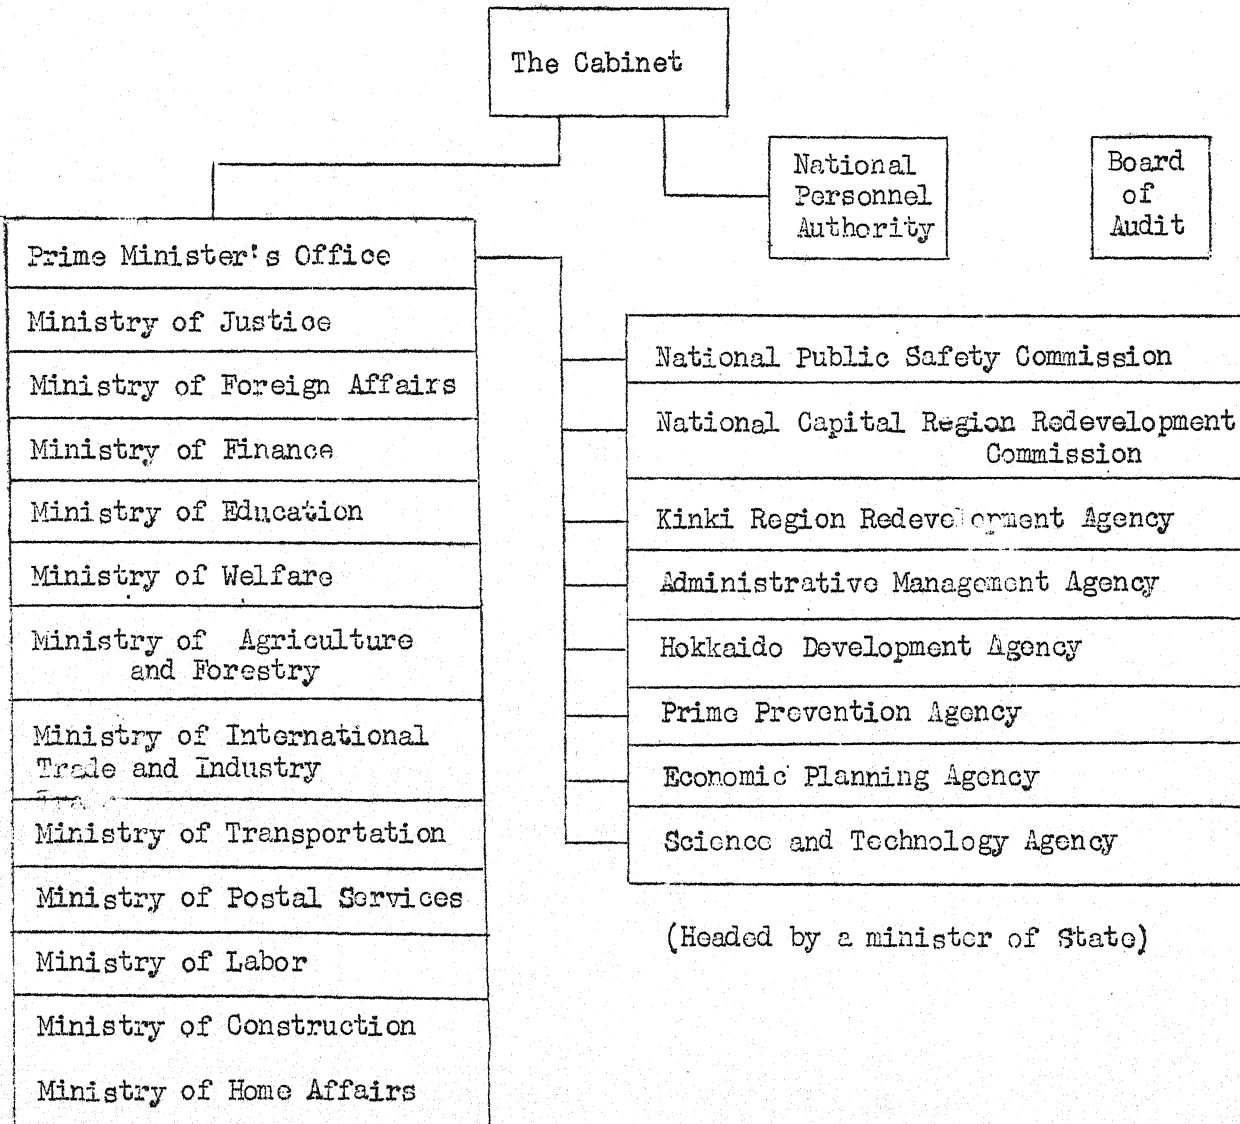 The Cabinet
National
Personnel
Authority
Board
of
Audit
Prime Minister's Office
Ministry of Justice
Ministry of Foreign Affairs
Ministry of Finance
Ministry of Education
Ministry of Welfare
Ministry of Agriculture
and Forestry
Ministry of International
Trade and Industry
Ministry of Transportation
Ministry of Postal Services
Ministry of Labor
Ministry of Construction
Ministry of Home Affairs
National Public Safety Commission
National Capital Region Redevelopment
Commission
Kinki Region Redevelopment Agency
Administrative Management Agency
Hokkaido Development Agency
Prime Prevention Agency
Economic Planning Agency
Science and Technology Agency
(Headed by a minister of State)